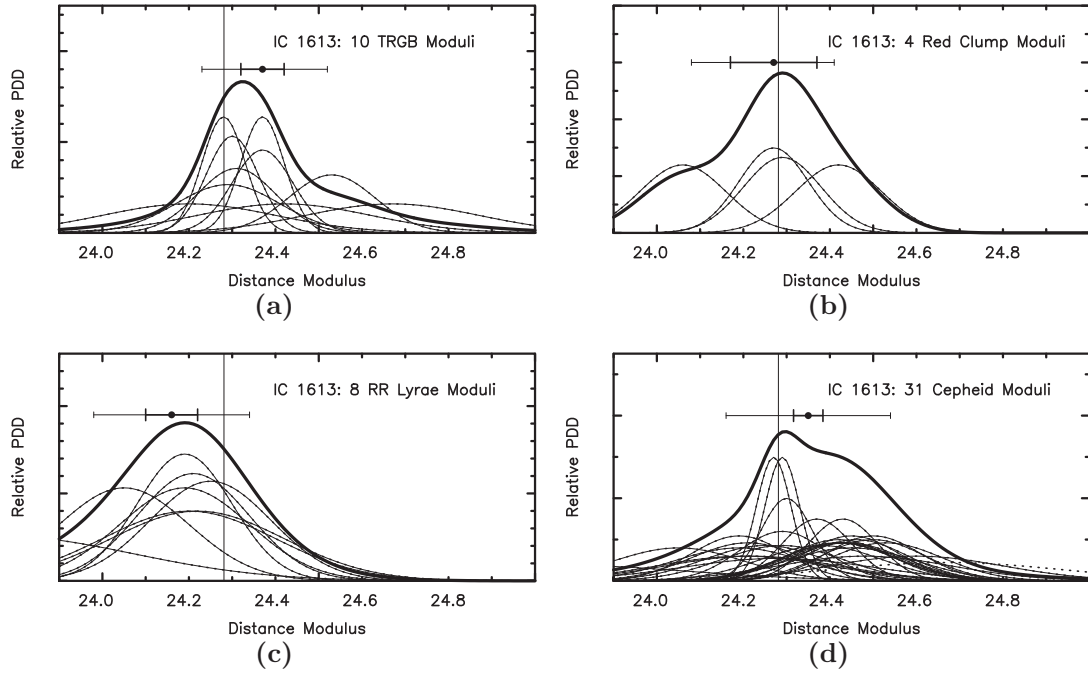 IC 1613: 10 TRGB Moduli
Relative PDD
24.0 24.2 24.4 24.6 24.8
Distance Modulus
(a)
IC 1613: 4 Red Clump Moduli
Relative PDD
24.0 24.2 24.4 24.6 24.8
Distance Modulus
(b)
IC 1613: 8 RR Lyrae Moduli
Relative PDD
24.0 24.2 24.4 24.6 24.8
Distance Modulus
(c)
IC 1613: 31 Cepheid Moduli
Relative PDD
24.0 24.2 24.4 24.6 24.8
Distance Modulus
(d)